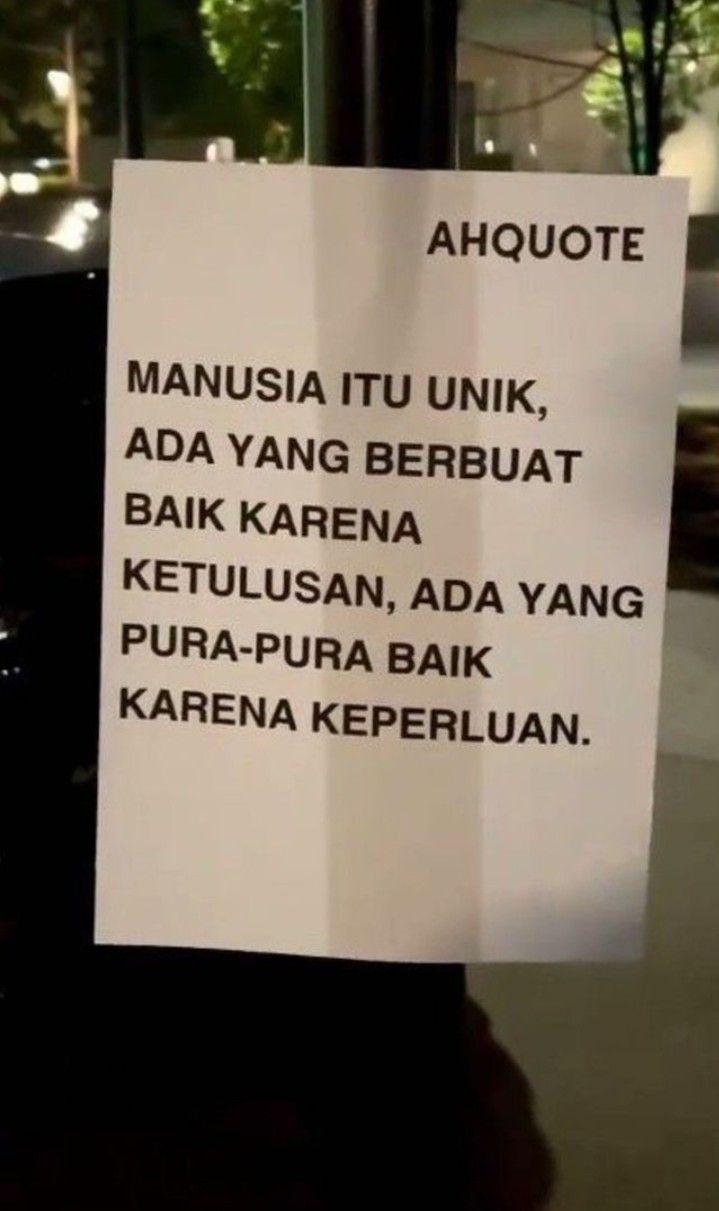 AHQUOTE
MANUSIA ITU UNIK,
ADA YANG BERBUAT
BAIK KARENA
KETULUSAN, ADA YANG
PURA-PURA BAIK
KARENA KEPERLUAN.